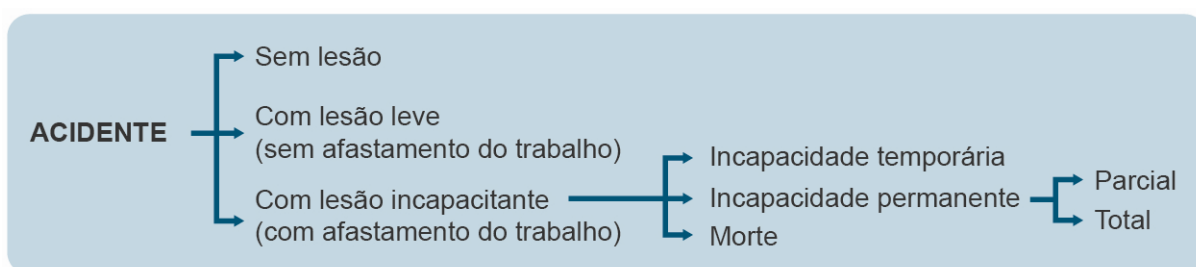 ACIDENTE
Sem lesão
Com lesão leve
(sem afastamento do trabalho)
Com lesão incapacitante
(com afastamento do trabalho)
Incapacidade temporária
Incapacidade permanente
Morte
Parcial
Total